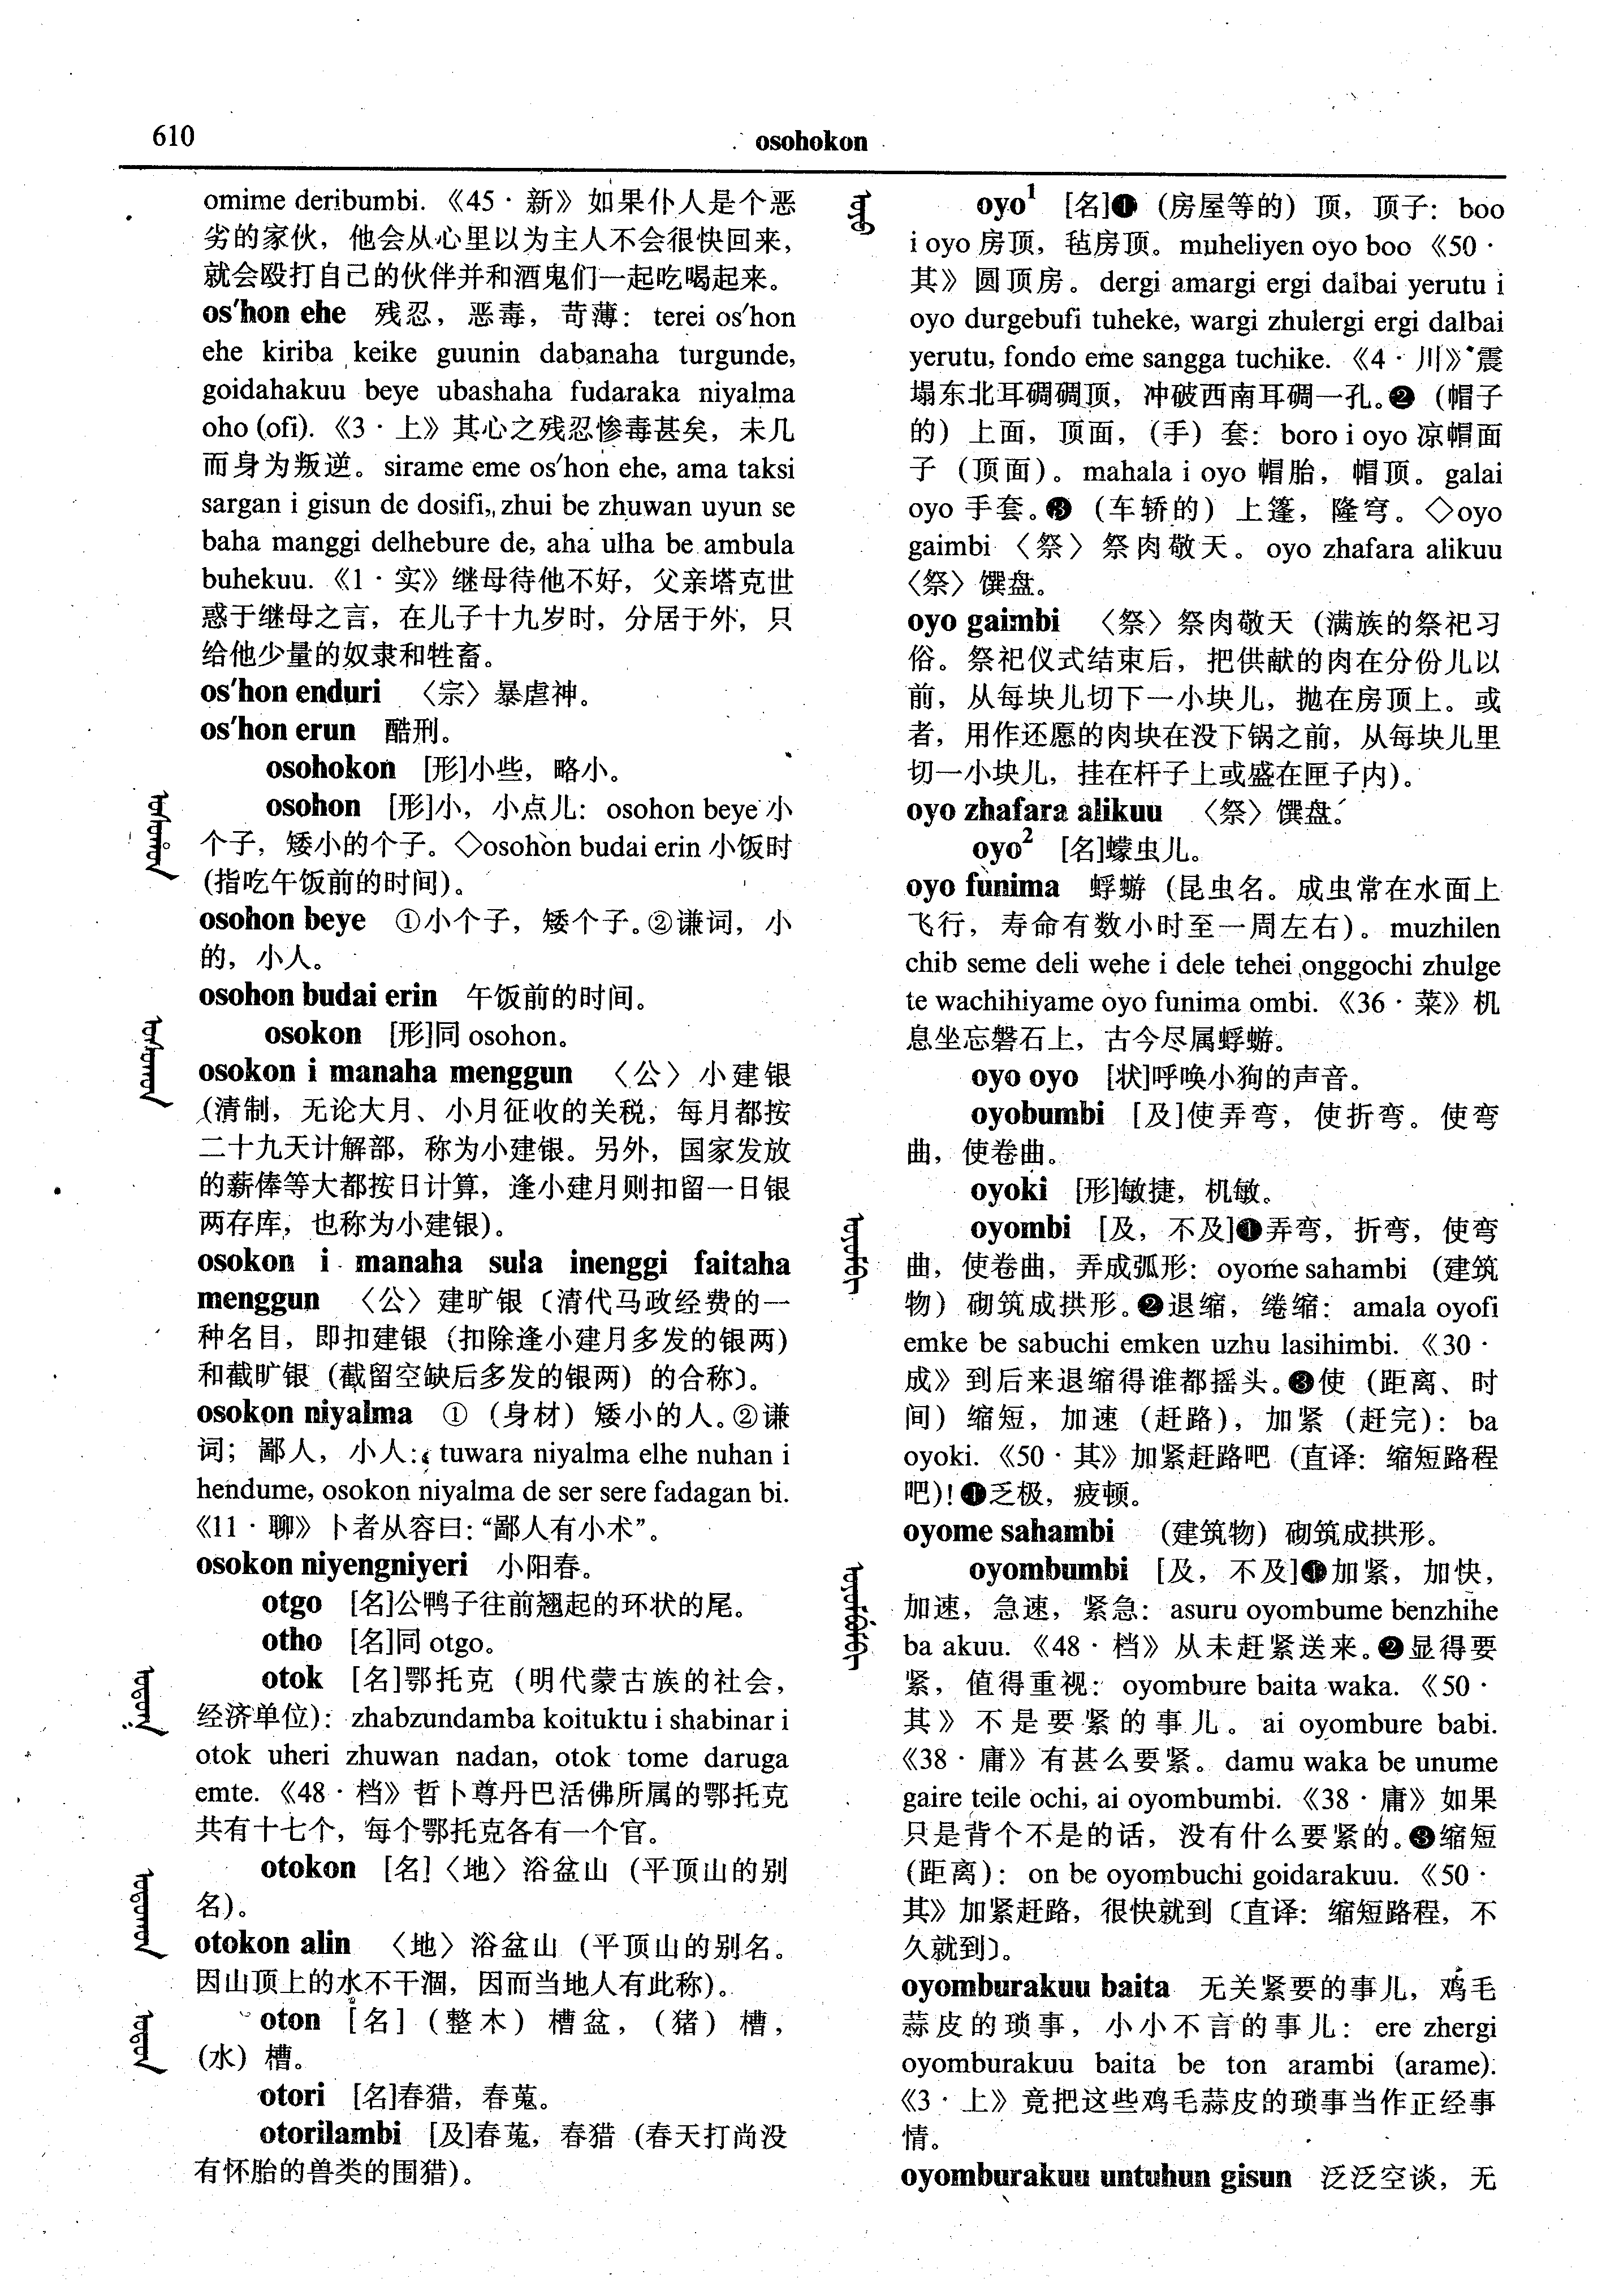 610
osohokon
omime deribumbi.《45·新》如果仆人是个恶
劣的家伙，他会从心里以为主人不会很快回来，
就会殴打自己的伙伴并和酒鬼们一起吃喝起来。
os'hon ehe 残忍，恶毒，苛薄：terei os'hon
ehe kiriba keike guunin dabanaha turgunde,
goidahakuu beye ubashaha fudaraka niyalma
oho (ofi).《3·上》其心之残忍惨毒甚矣，未几
而身为叛逆。sirame eme os'hon ehe, ama taksi
sargan i gisun de dosifi, zhui be zhuwan uyun se
baha manggi delhebure de, aha ulha be ambula
buhekuu.《1·实》继母待他不好，父亲塔克世
惑于继母之言，在儿子十九岁时，分居于外，只
给他少量的奴隶和牲畜。
os'hon enduri 〈宗〉暴虐神。
os'hon erun 酷刑。
osohokon [形]小些，略小。
osohon [形]小，小点儿：osohon beye 小
个子，矮小的个子。◇osohon budai erin 小饭时
(指吃午饭前的时间)。
osohon beye ①小个子，矮个子。②谦词，小
的，小人。
osohon budai erin 午饭前的时间。
osokon [形]同 osohon。
osokon i manaha menggun 〈公〉小建银
(清制，无论大月、小月征收的关税，每月都按
二十九天计解部，称为小建银。另外，国家发放
的薪俸等大都按日计算，逢小建月则扣留一日银
两存库，也称为小建银)。
osokon i manaha sula inenggi faitaha
menggun 〈公〉建旷银〔清代马政经费的一
种名目，即扣建银（扣除逢小建月多发的银两）
和截旷银（截留空缺后多发的银两）的合称〕。
osokon niyalma ①（身材）矮小的人。②谦
词；鄙人，小人：tuwara niyalma elhe nuhan i
hendume, osokon niyalma de ser sere fadagan bi.
《11·聊》卜者从容曰：“鄙人有小术”。
osokon niyengniyeri 小阳春。
otgo [名]公鸭子往前翘起的环状的尾。
otho [名]同 otgo。
otok [名]鄂托克（明代蒙古族的社会，
经济单位)：zhabzundamba koituktu i shabinar i
otok uheri zhuwan nadan, otok tome daruga
emte.《48·档》哲卜尊丹巴活佛所属的鄂托克
共有十七个，每个鄂托克各有一个官。
otokon [名]〈地〉浴盆山（平顶山的别
名)。
otokon alin 〈地〉浴盆山（平顶山的别名。
因山顶上的水不干涸，因而当地人有此称)。
oton [名]（整木）槽盆，（猪）槽，
(水）槽。
otori [名]春猎，春蒐。
otorilambi [及]春蒐，春猎（春天打尚没
有怀胎的兽类的围猎)。
oyo¹ [名]❶（房屋等的）顶，顶子：boo
i oyo 房顶，毡房顶。muheliyen oyo boo《50·
其》圆顶房。dergi amargi ergi dalbai yerutu i
oyo durgebufi tuheke, wargi zhulergi ergi dalbai
yerutu, fondo eme sangga tuchike.《4·川》震
塌东北耳碉碉顶，冲破西南耳碉一孔。❷（帽子
的）上面，顶面，（手）套：boro i oyo 凉帽面
子（顶面）。mahala i oyo 帽胎，帽顶。galai
oyo 手套。❸（车轿的）上篷，隆穹。◇oyo
gaimbi〈祭〉祭肉敬天。oyo zhafara alikuu
〈祭〉馔盘。
oyo gaimbi 〈祭〉祭肉敬天（满族的祭祀习
俗。祭祀仪式结束后，把供献的肉在分份儿以
前，从每块儿切下一小块儿，抛在房顶上。或
者，用作还愿的肉块在没下锅之前，从每块儿里
切一小块儿，挂在杆子上或盛在匣子内)。
oyo zhafara alikuu 〈祭〉馔盘。
oyo² [名]蠓虫儿。
oyo funima 蜉蝣（昆虫名。成虫常在水面上
飞行，寿命有数小时至一周左右）。muzhilen
chib seme deli wehe i dele tehei onggochi zhulge
te wachihiyame oyo funima ombi.《36·菜》机
息坐忘磐石上，古今尽属蜉蝣。
oyo oyo [状]呼唤小狗的声音。
oyobumbi [及]使弄弯，使折弯。使弯
曲，使卷曲。
oyoki [形]敏捷，机敏。
oyombi [及，不及]❶弄弯，折弯，使弯
曲，使卷曲，弄成弧形：oyome sahambi（建筑
物）砌筑成拱形。❷退缩，绻缩：amala oyofi
emke be sabuchi emken uzhu lasihimbi.《30·
成》到后来退缩得谁都摇头。❸使（距离、时
间）缩短，加速（赶路），加紧（赶完）：ba
oyoki.《50·其》加紧赶路吧（直译：缩短路程
吧)！❹乏极，疲顿。
oyome sahambi （建筑物）砌筑成拱形。
oyombumbi [及，不及]❶加紧，加快，
加速，急速，紧急：asuru oyombume benzhihe
ba akuu.《48·档》从未赶紧送来。❷显得要
紧，值得重视：oyombure baita waka.《50·
其》不是要紧的事儿。ai oyombure babi.
《38·庸》有甚么要紧。damu waka be unume
gaire teile ochi, ai oyombumbi.《38·庸》如果
只是背个不是的话，没有什么要紧的。❸缩短
(距离)：on be oyombuchi goidarakuu.《50·
其》加紧赶路，很快就到〔直译：缩短路程，不
久就到〕。
oyomburakuu baita 无关紧要的事儿，鸡毛
蒜皮的琐事，小小不言的事儿：ere zhergi
oyomburakuu baita be ton arambi (arame).
《3·上》竟把这些鸡毛蒜皮的琐事当作正经事
情。
oyomburakuu untuhun gisun 泛泛空谈，无